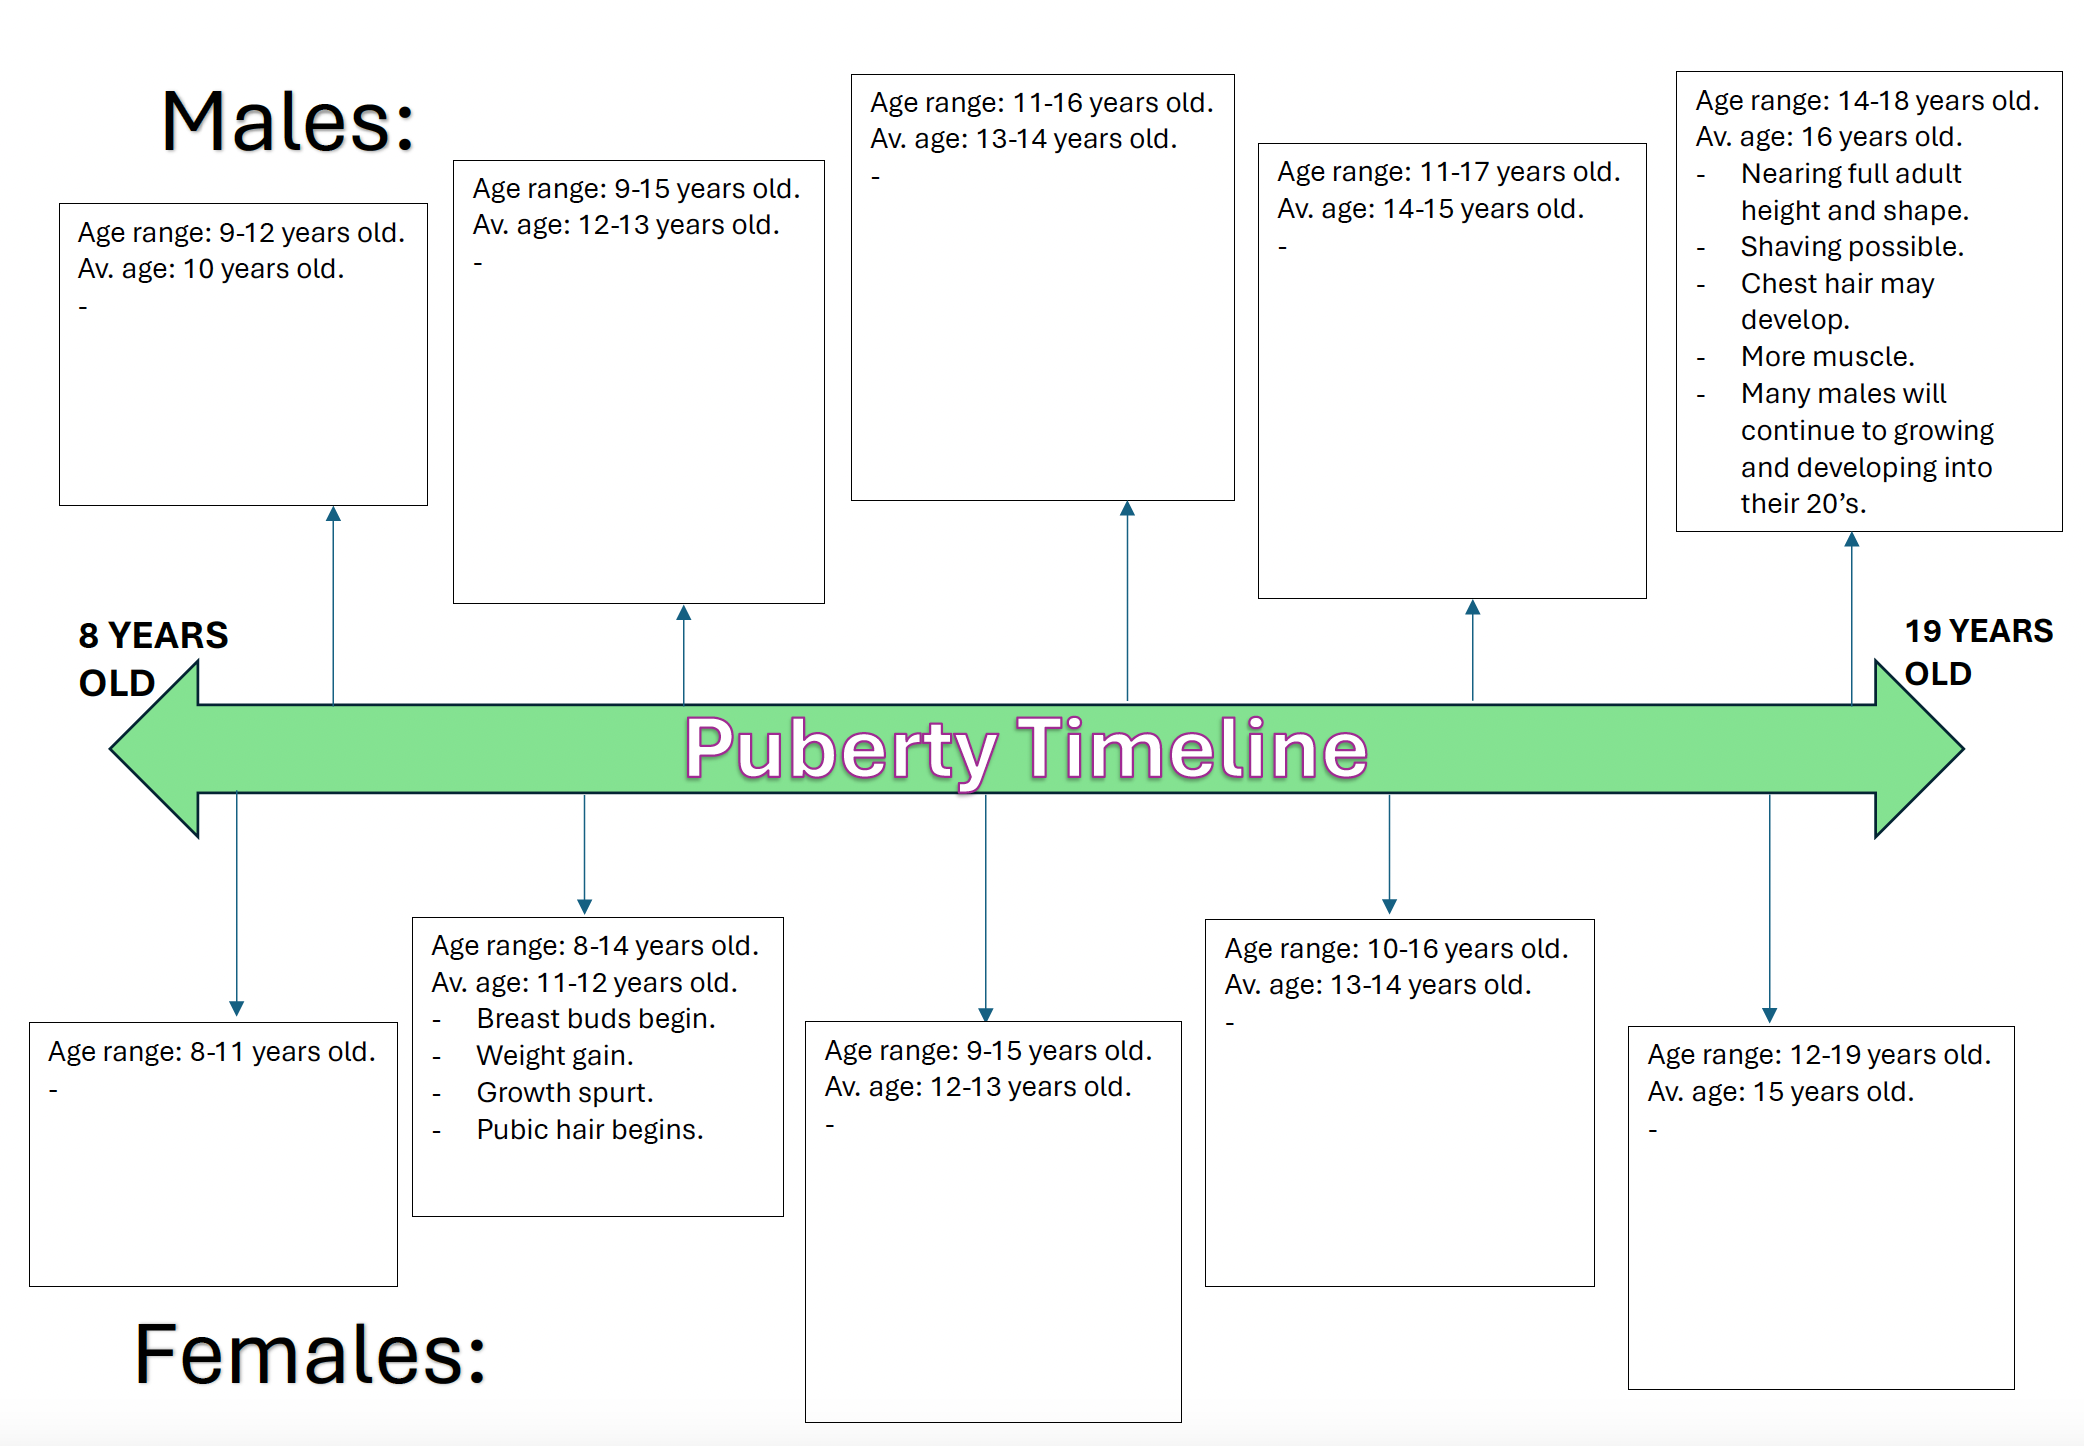 Males:
Age range: 9-12 years old.
Av. age: 10 years old.
-
Age range: 9-15 years old.
Av. age: 12-13 years old.
-
Age range: 11-16 years old.
Av. age: 13-14 years old.
-
Age range: 11-17 years old.
Av. age: 14-15 years old.
-
Age range: 14-18 years old.
Av. age: 16 years old.
- Nearing full adult
height and shape.
- Shaving possible.
- Chest hair may
develop.
- More muscle.
- Many males will
continue to growing
and developing into
their 20’s.
8 YEARS
OLD
19 YEARS
OLD
Puberty Timeline
Age range: 8-11 years old.
-
Age range: 8-14 years old.
Av. age: 11-12 years old.
- Breast buds begin.
- Weight gain.
- Growth spurt.
- Pubic hair begins.
Age range: 9-15 years old.
Av. age: 12-13 years old.
-
Age range: 10-16 years old.
Av. age: 13-14 years old.
-
Age range: 12-19 years old.
Av. age: 15 years old.
-
Females: